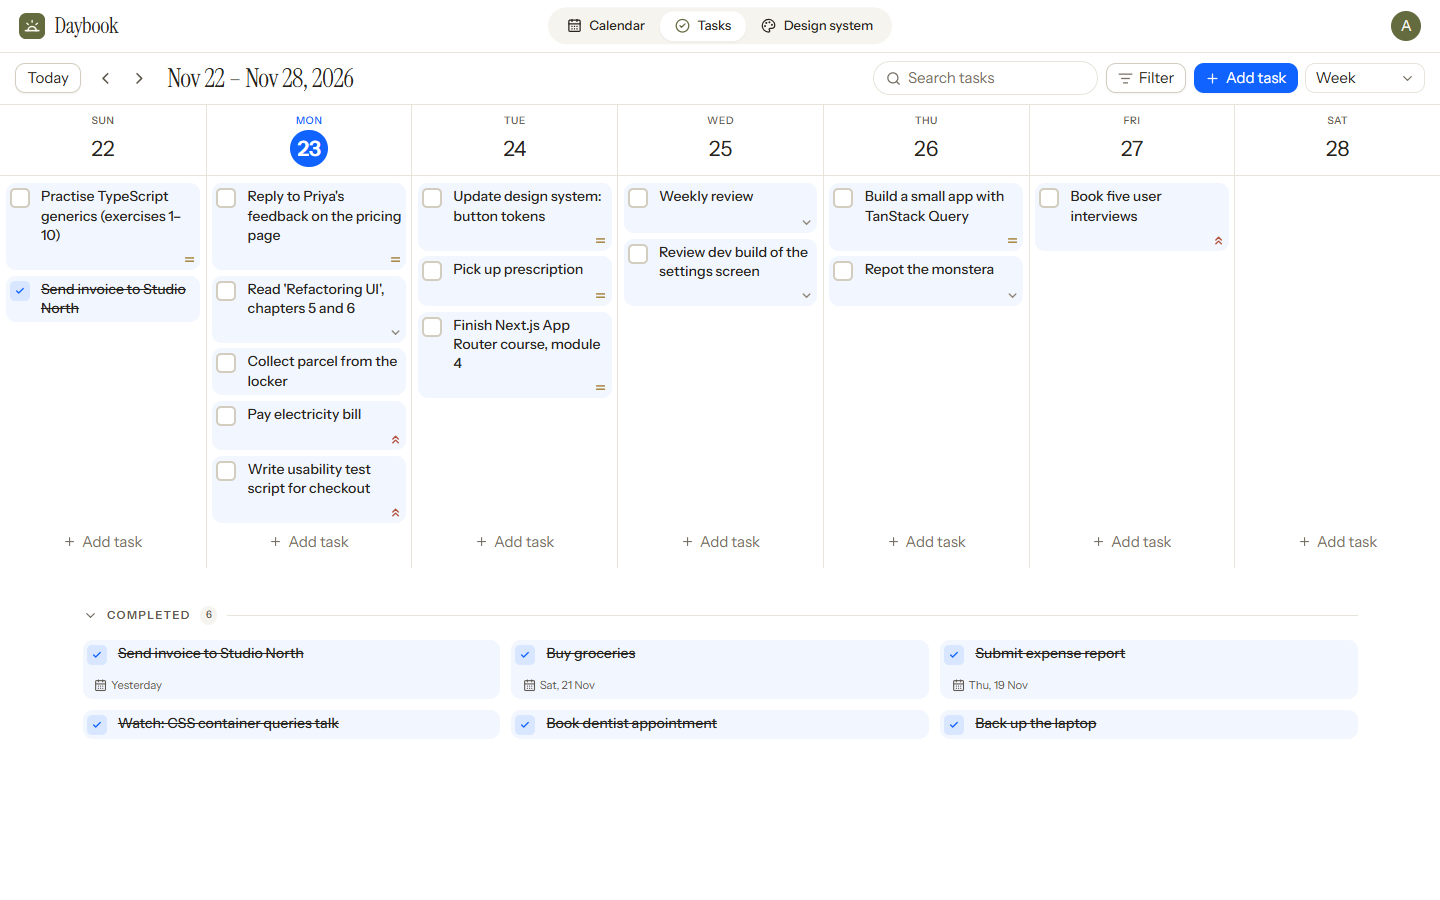 Daybook
Calendar
Tasks
Design system
A
Today
Nov 22 – Nov 28, 2026
Search tasks
Filter
Add task
Week
SUN
22
MON
23
TUE
24
WED
25
THU
26
FRI
27
SAT
28
Practise TypeScript
generics (exercises 1–
10)
Send invoice to Studio
North
Add task
Reply to Priya's
feedback on the pricing
page
Read 'Refactoring UI',
chapters 5 and 6
Collect parcel from the
locker
Pay electricity bill
Write usability test
script for checkout
Add task
Update design system:
button tokens
Pick up prescription
Finish Next.js App
Router course, module
4
Add task
Weekly review
Review dev build of the
settings screen
Add task
Build a small app with
TanStack Query
Repot the monstera
Add task
Book five user
interviews
Add task
Add task
COMPLETED
6
Send invoice to Studio North
Yesterday
Buy groceries
Sat, 21 Nov
Submit expense report
Thu, 19 Nov
Watch: CSS container queries talk
Book dentist appointment
Back up the laptop